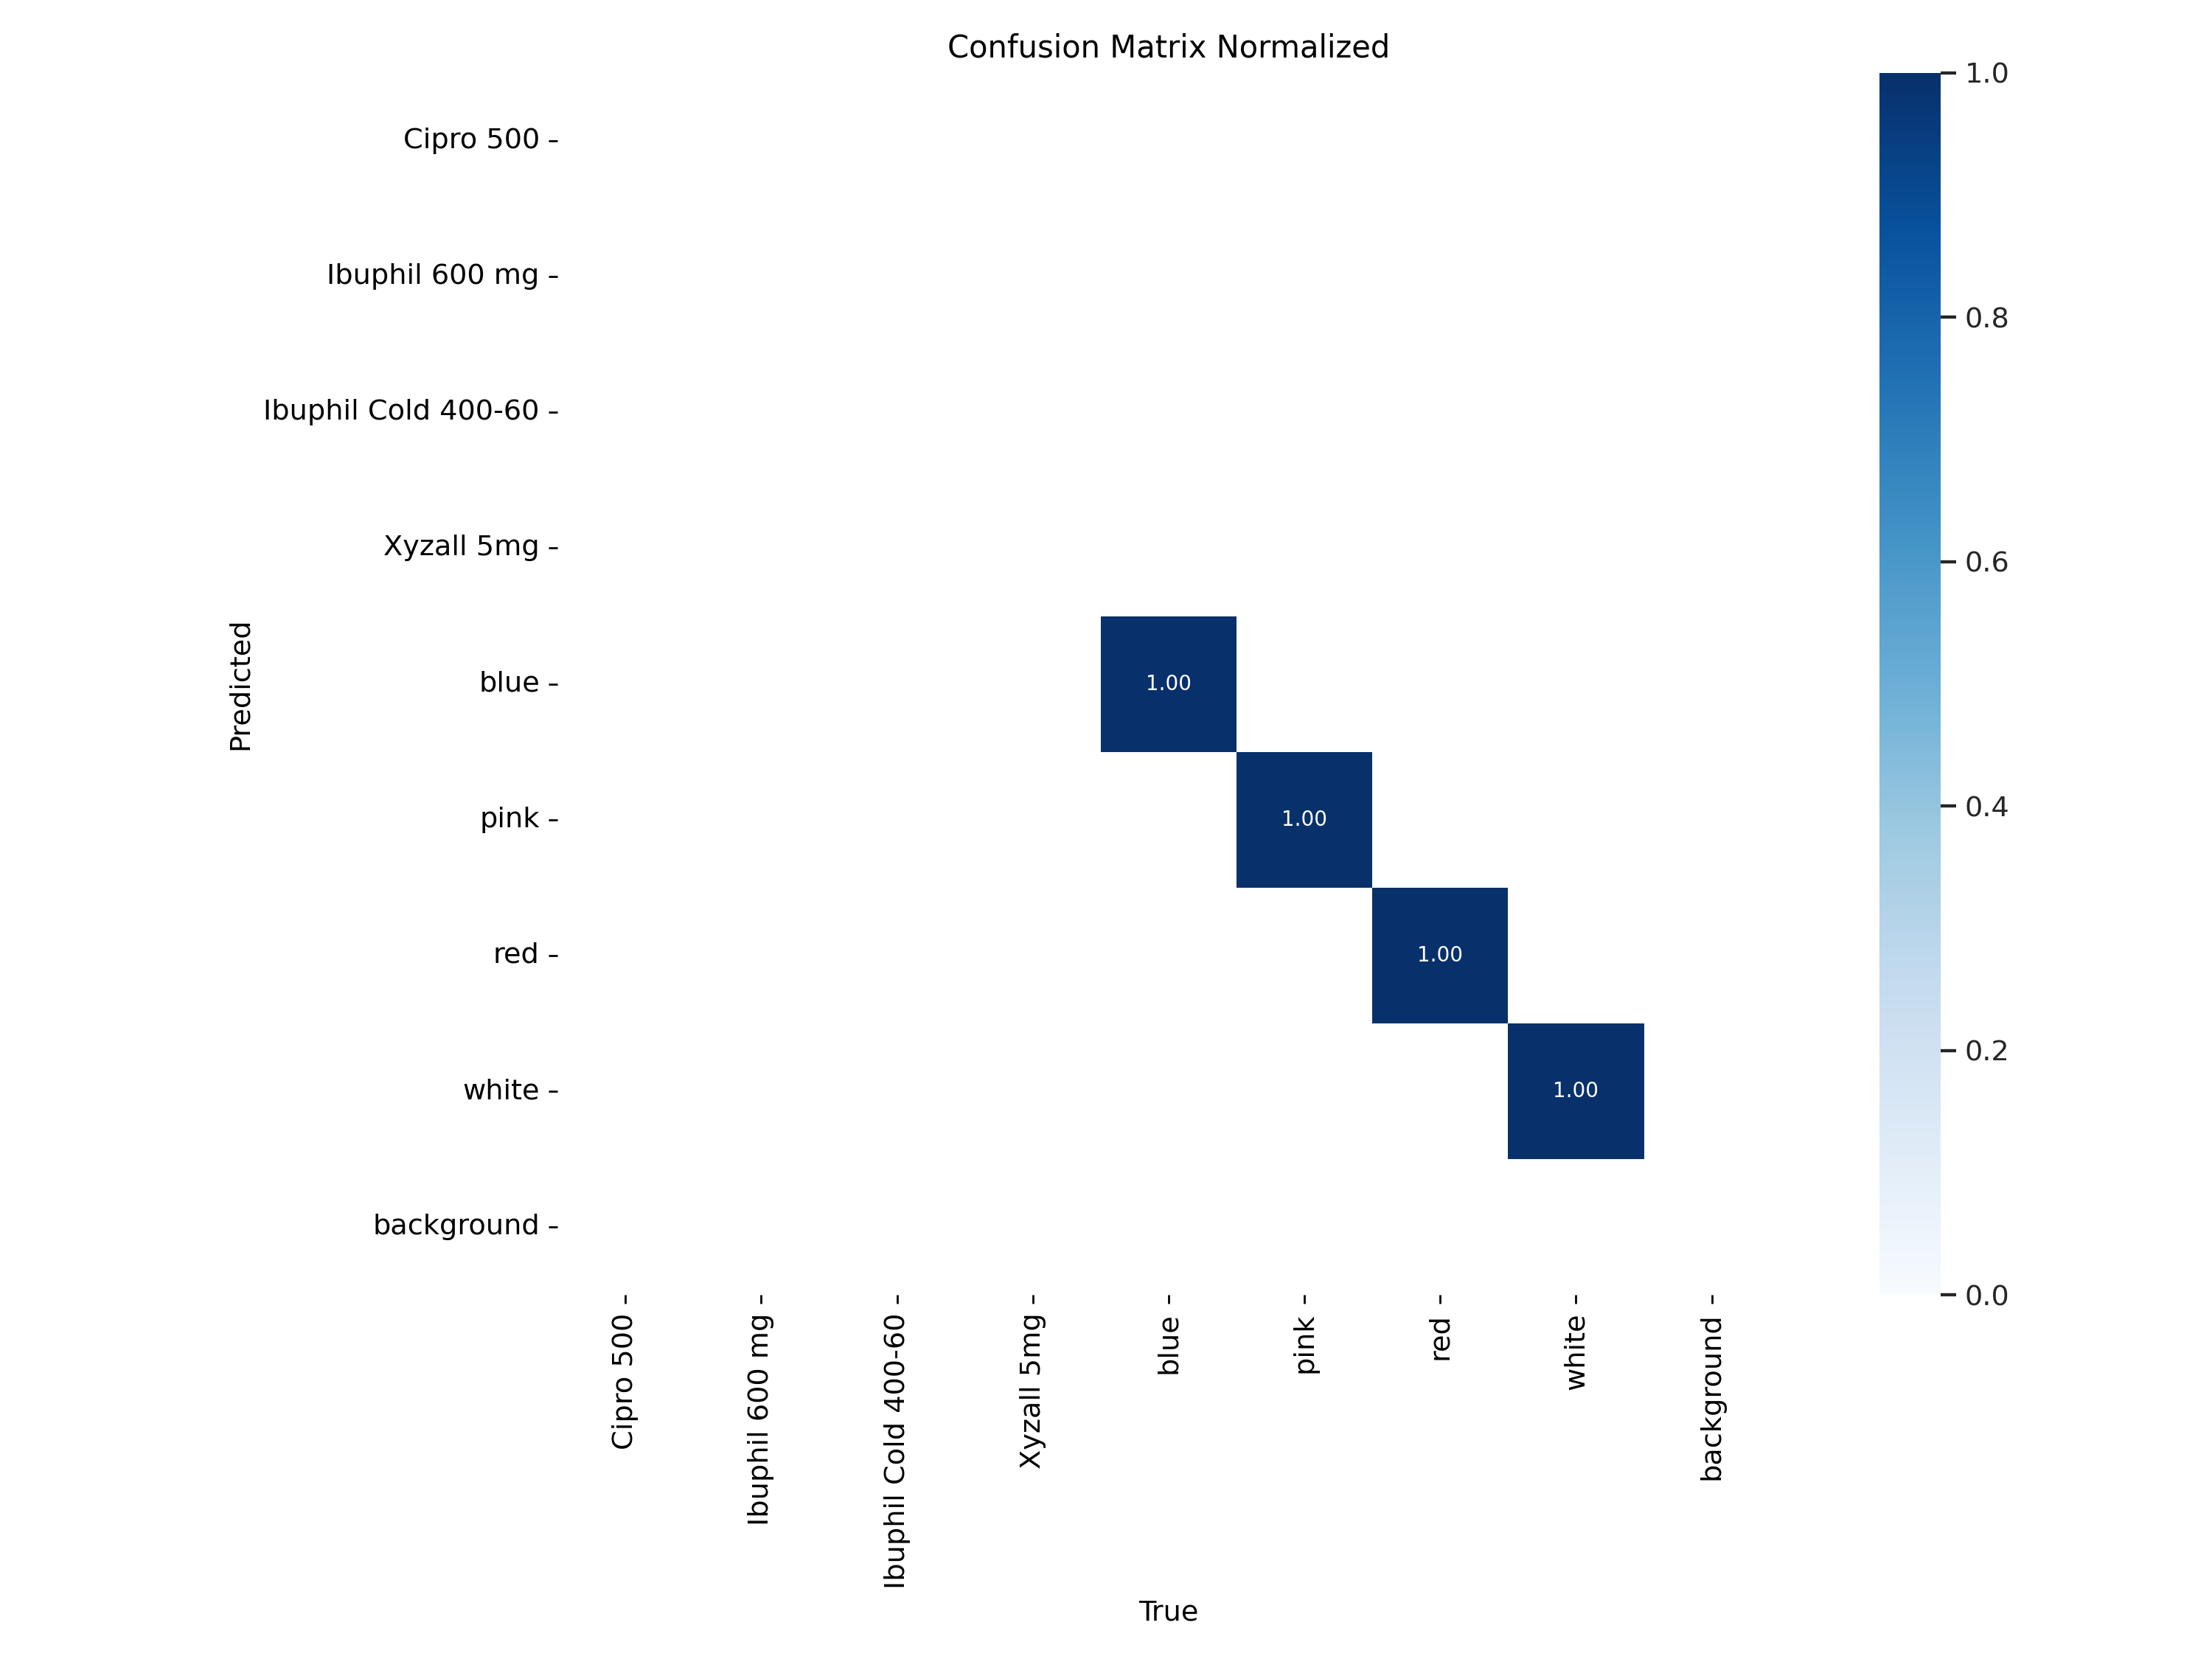 Confusion Matrix Normalized
Cipro 500
Ibuphil 600 mg
Ibuphil Cold 400-60
Xyzall 5mg
blue
pink
red
white
background
Predicted
1.00
1.00
1.00
1.00
Cipro 500
Ibuphil 600 mg
Ibuphil Cold 400-60
Xyzall 5mg
blue
pink
red
white
background
True
1.0
0.8
0.6
0.4
0.2
0.0